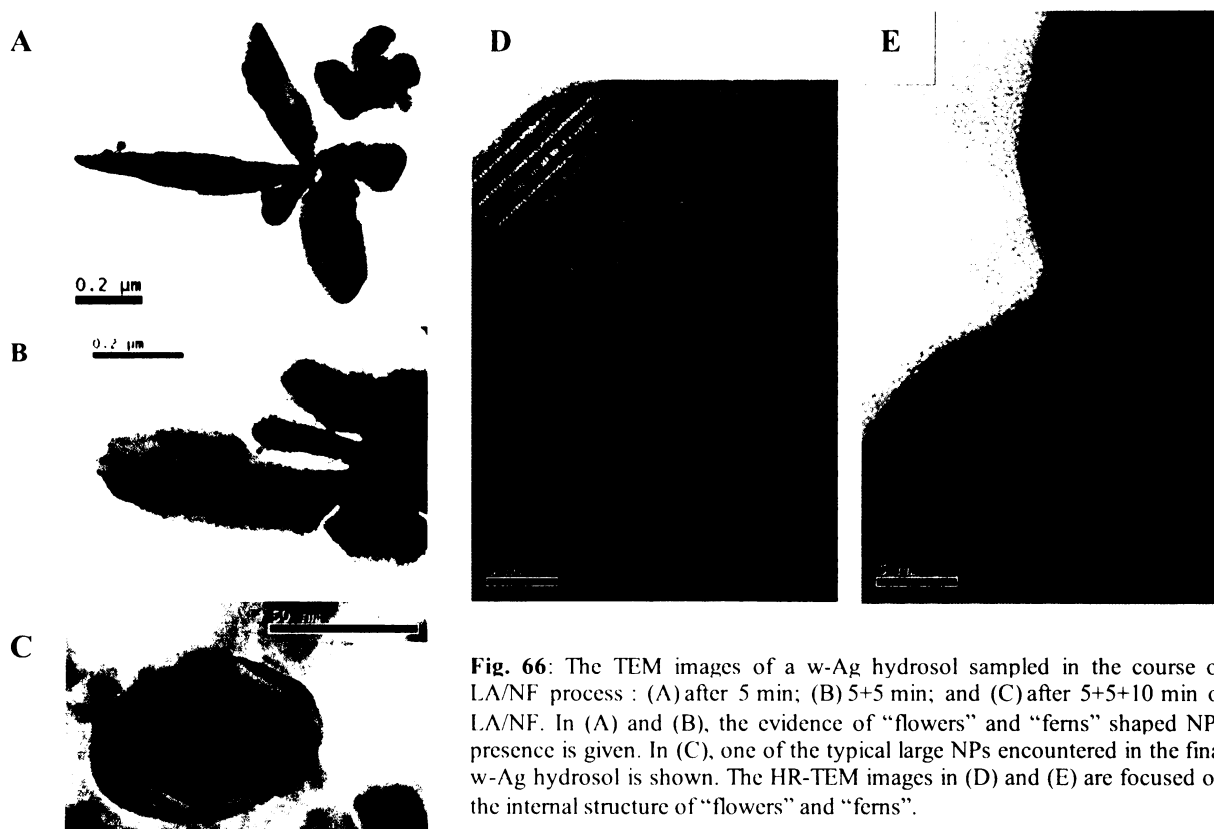 A
D
E
0.2 µm
B
0.2 µm
C
50 nm
5 nm
Fig. 66: The TEM images of a w-Ag hydrosol sampled in the course o
LA/NF process : (A) after 5 min; (B) 5+5 min; and (C) after 5+5+10 min o
LA/NF. In (A) and (B), the evidence of “flowers” and “ferns” shaped NP
presence is given. In (C), one of the typical large NPs encountered in the fina
w-Ag hydrosol is shown. The HR-TEM images in (D) and (E) are focused o
the internal structure of “flowers” and “ferns”.